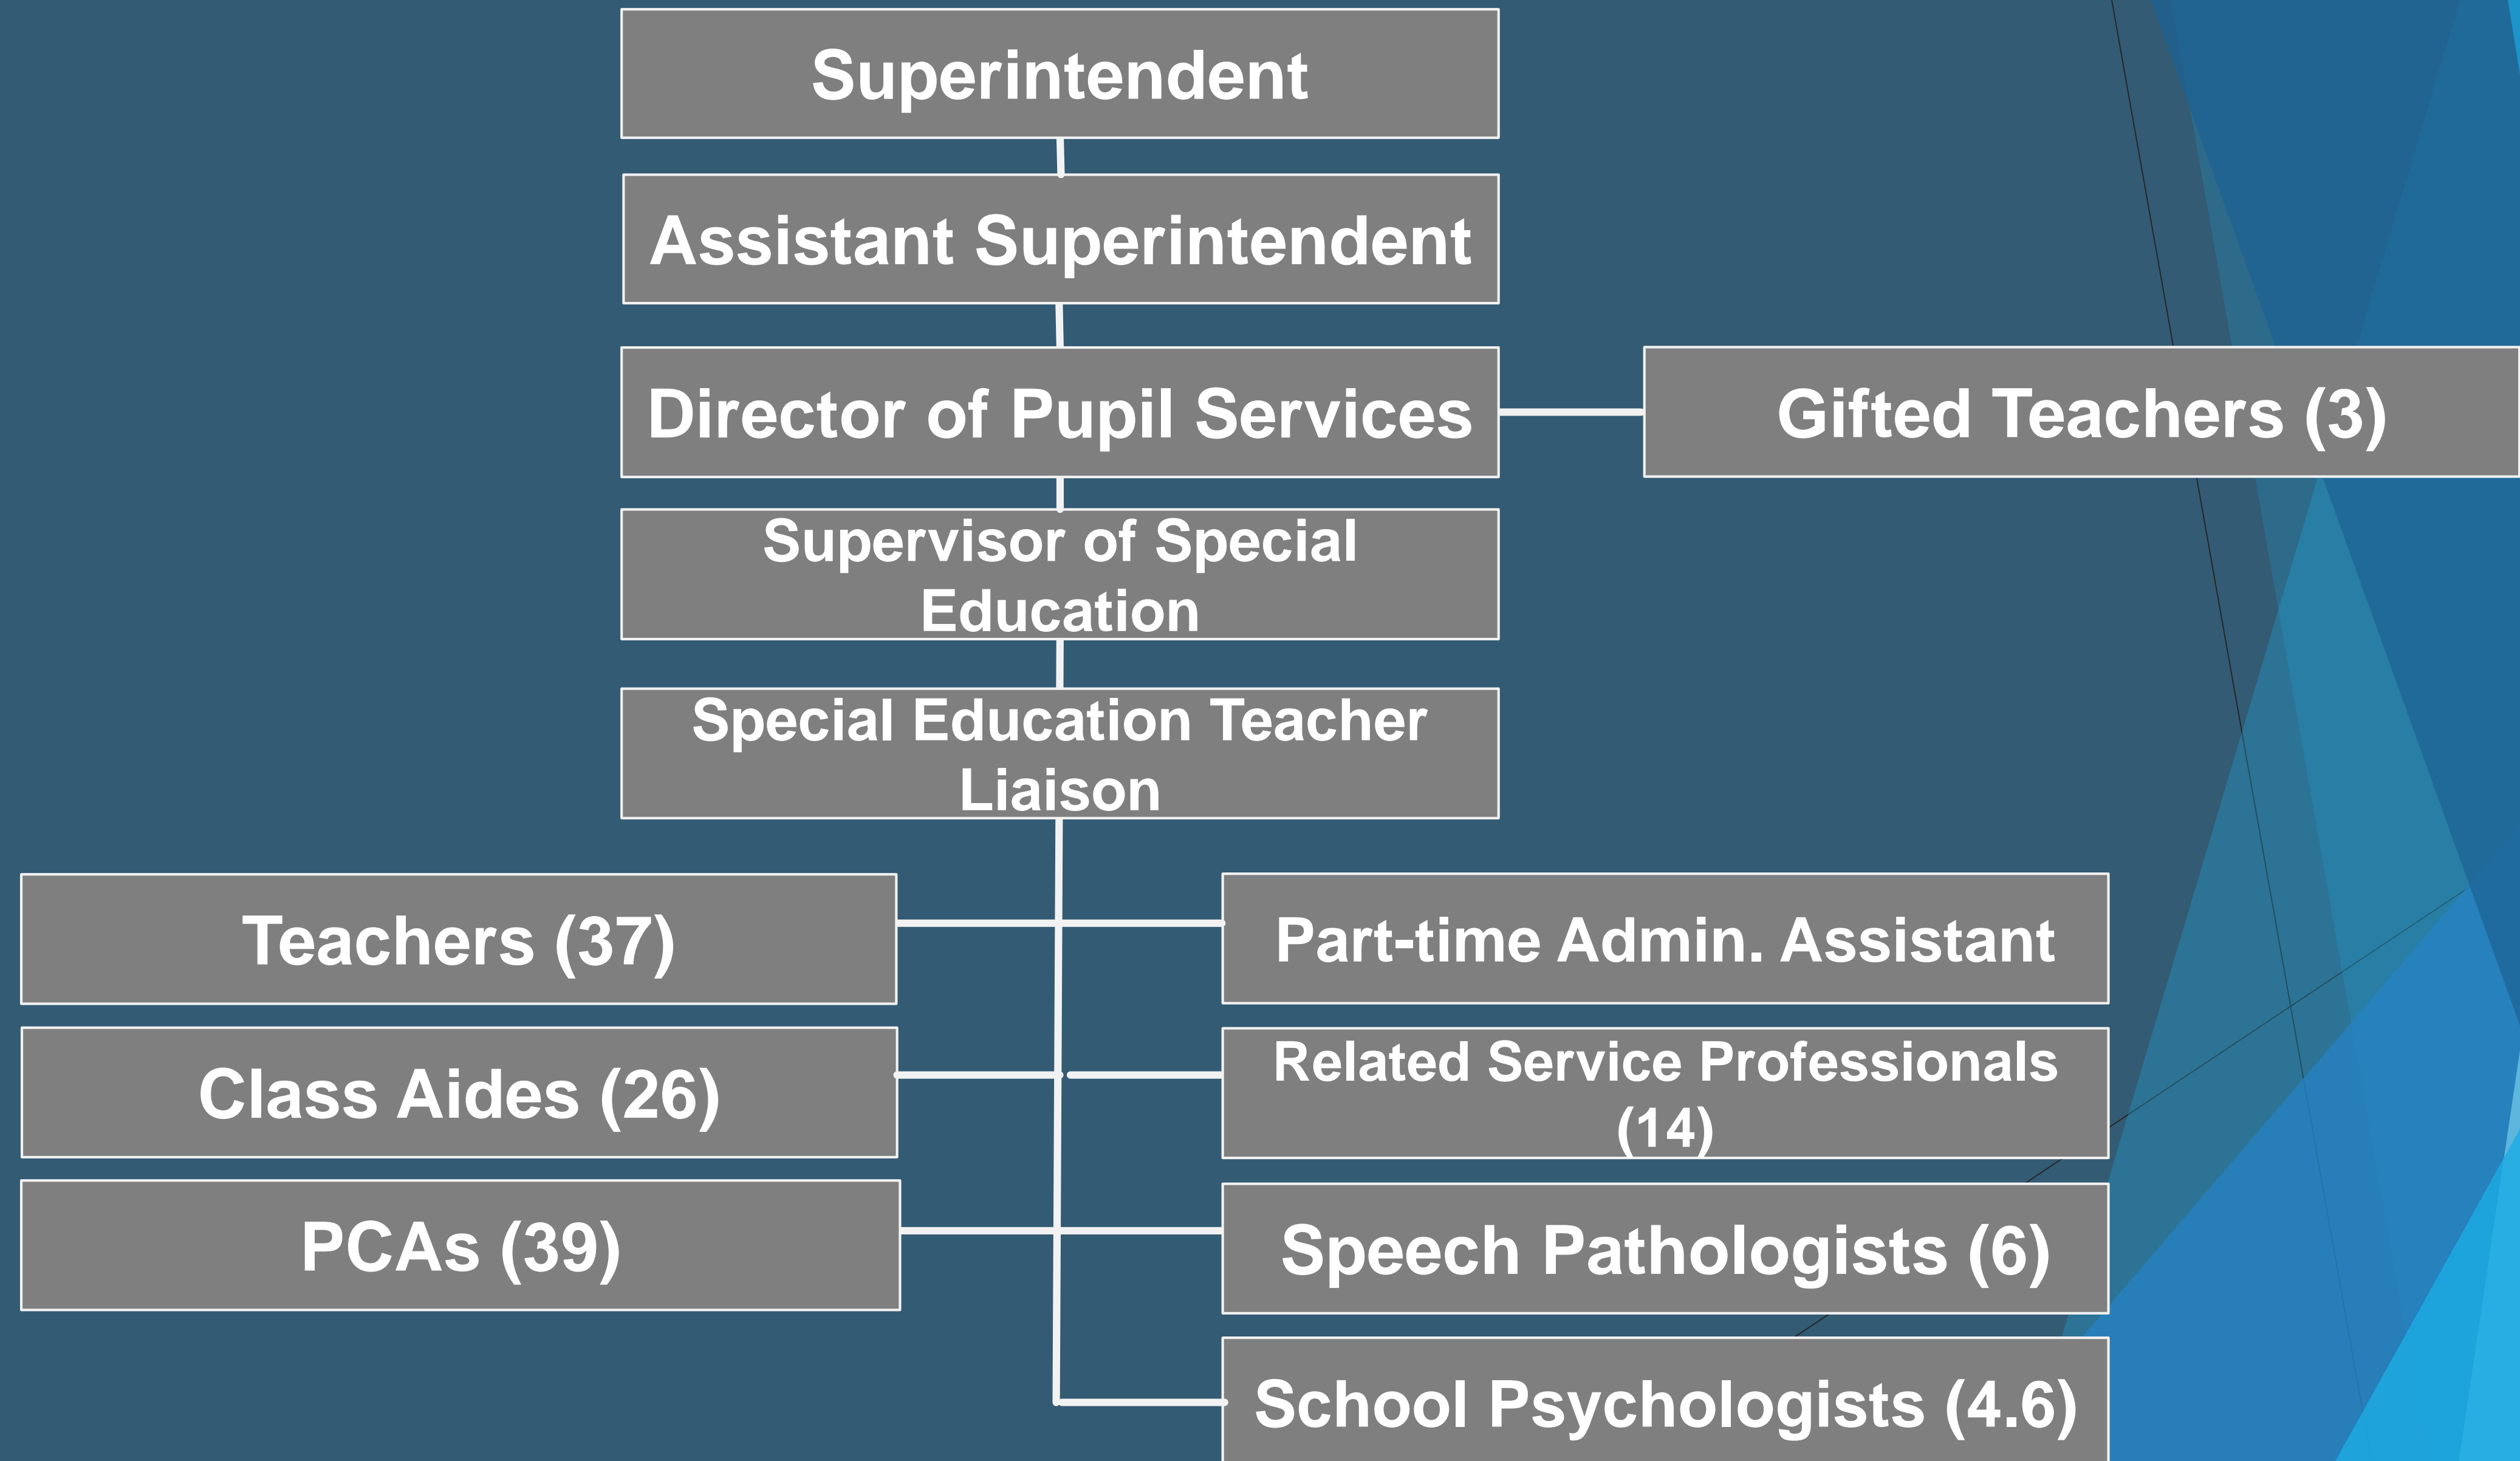 Superintendent
Assistant Superintendent
Director of Pupil Services
Gifted Teachers (3)
Supervisor of Special
Education
Special Education Teacher
Liaison
Teachers (37)
Part-time Admin. Assistant
Class Aides (26)
Related Service Professionals
(14)
PCAs (39)
Speech Pathologists (6)
School Psychologists (4.6)